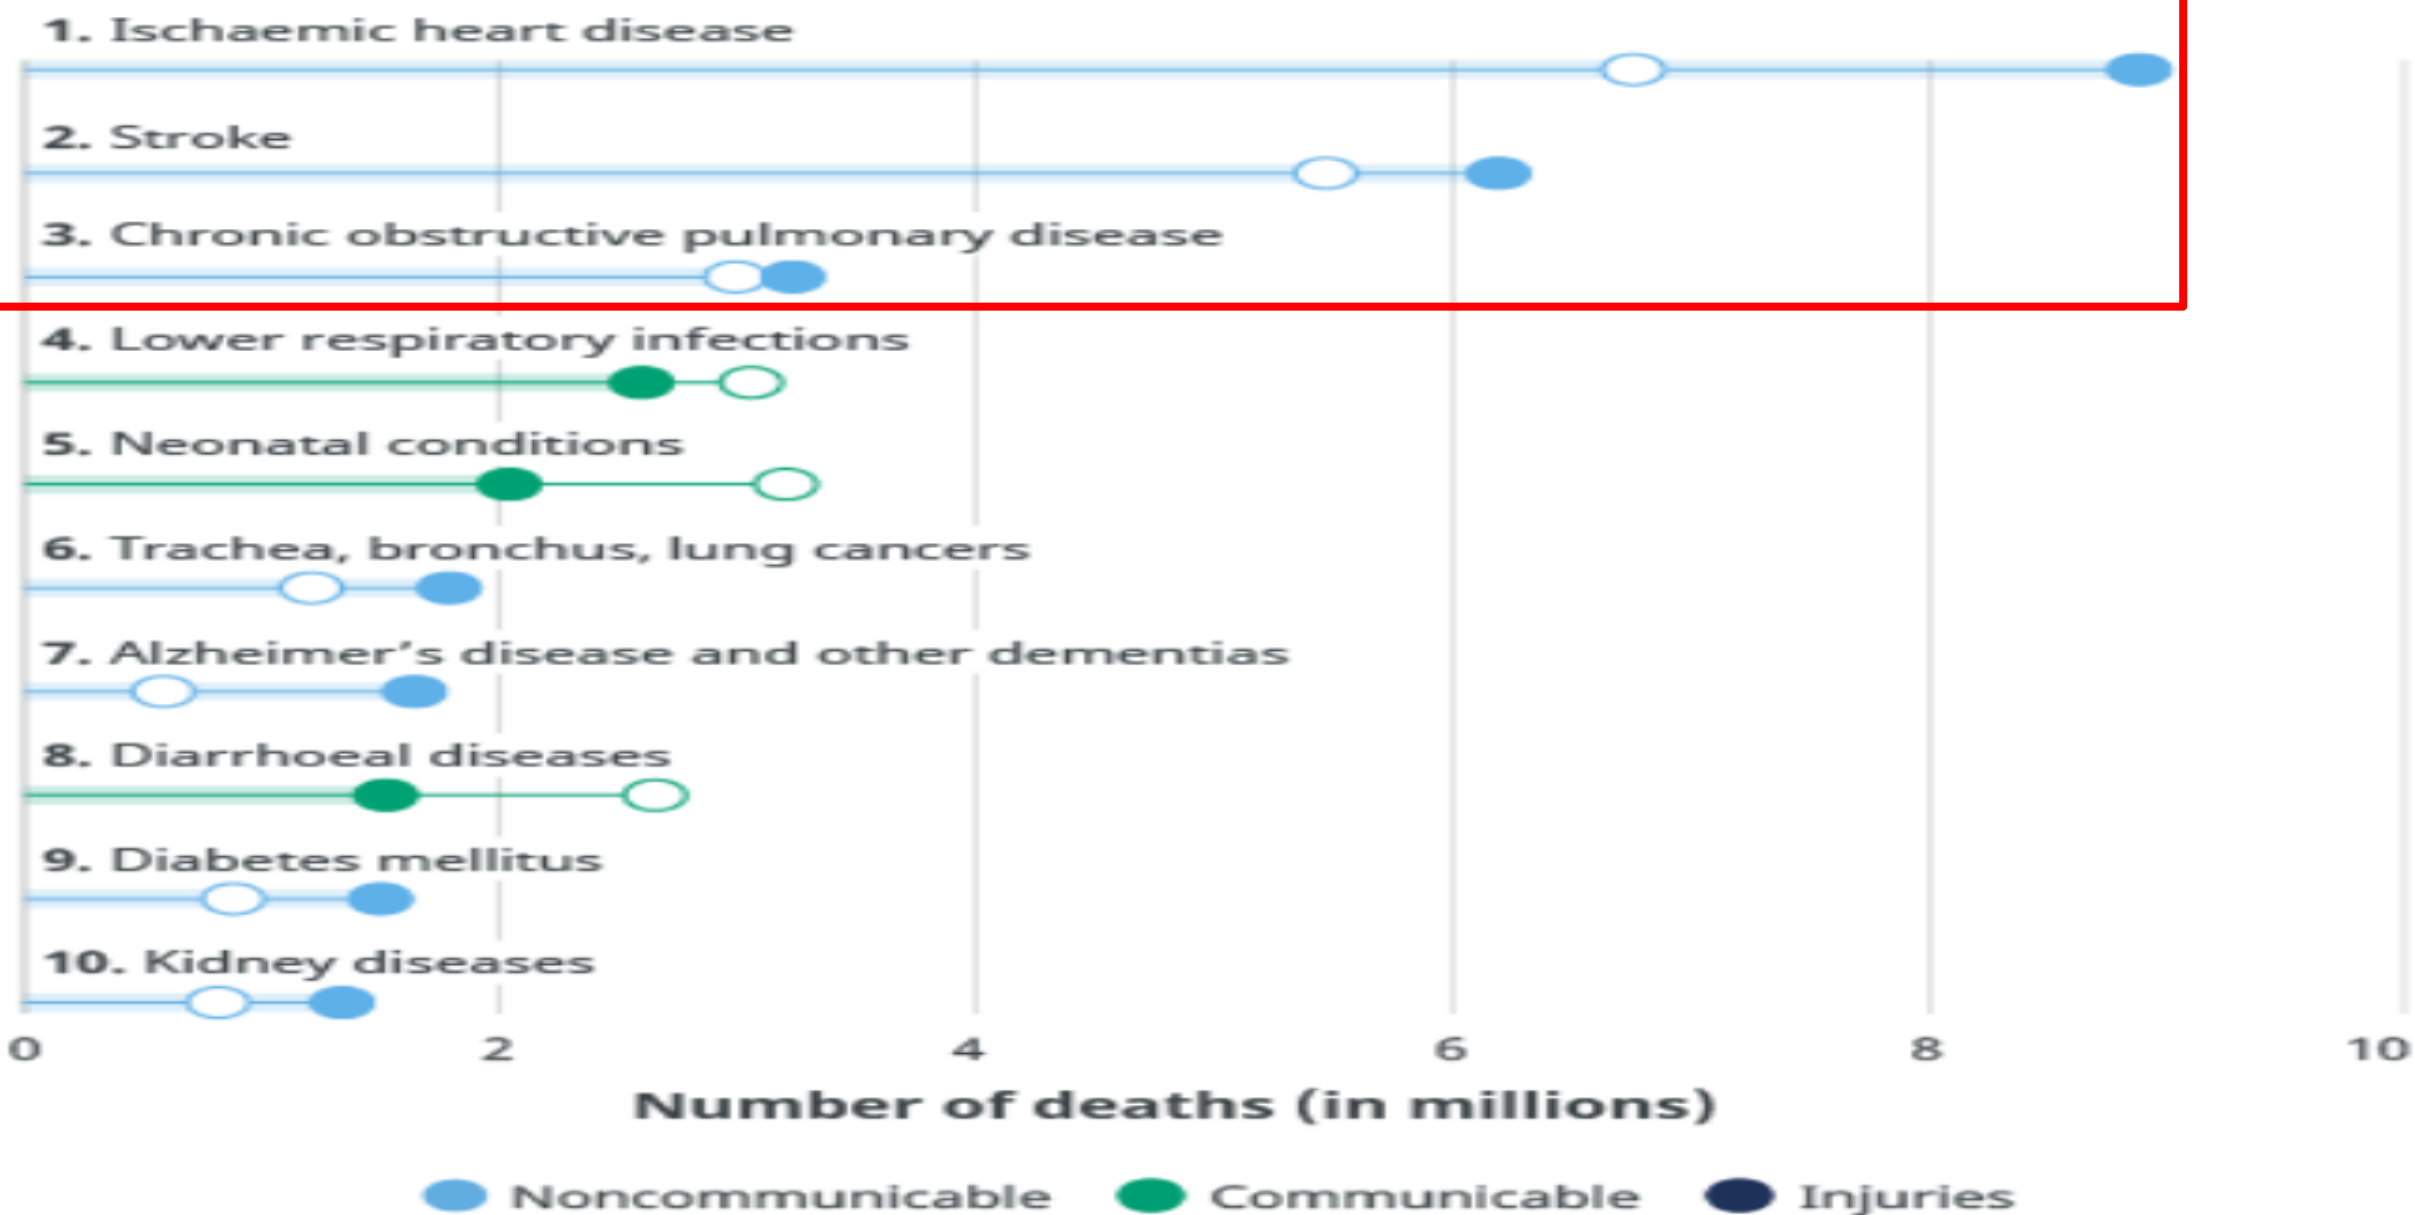 1. Ischaemic heart disease
2. Stroke
3. Chronic obstructive pulmonary disease
4. Lower respiratory infections
5. Neonatal conditions
6. Trachea, bronchus, lung cancers
7. Alzheimer’s disease and other dementias
8. Diarrhoeal diseases
9. Diabetes mellitus
10. Kidney diseases
0 2 4 6 8 10
Number of deaths (in millions)
Noncommunicable Communicable Injuries